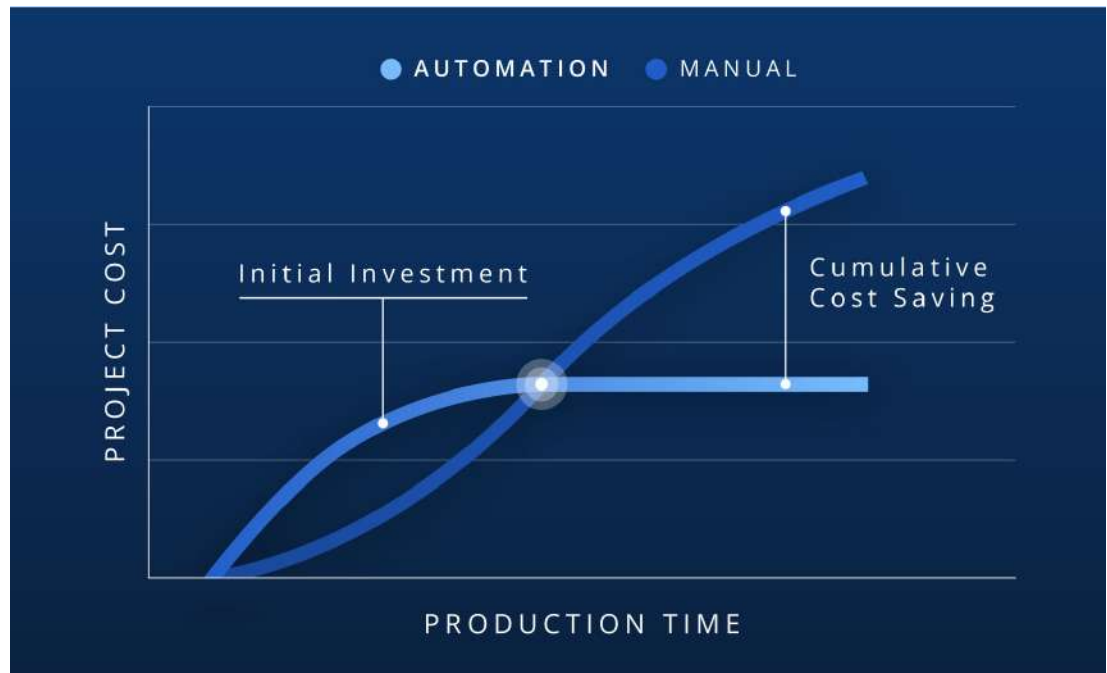 AUTOMATION MANUAL
Initial Investment
Cumulative
Cost Saving
PROJECT COST
PRODUCTION TIME